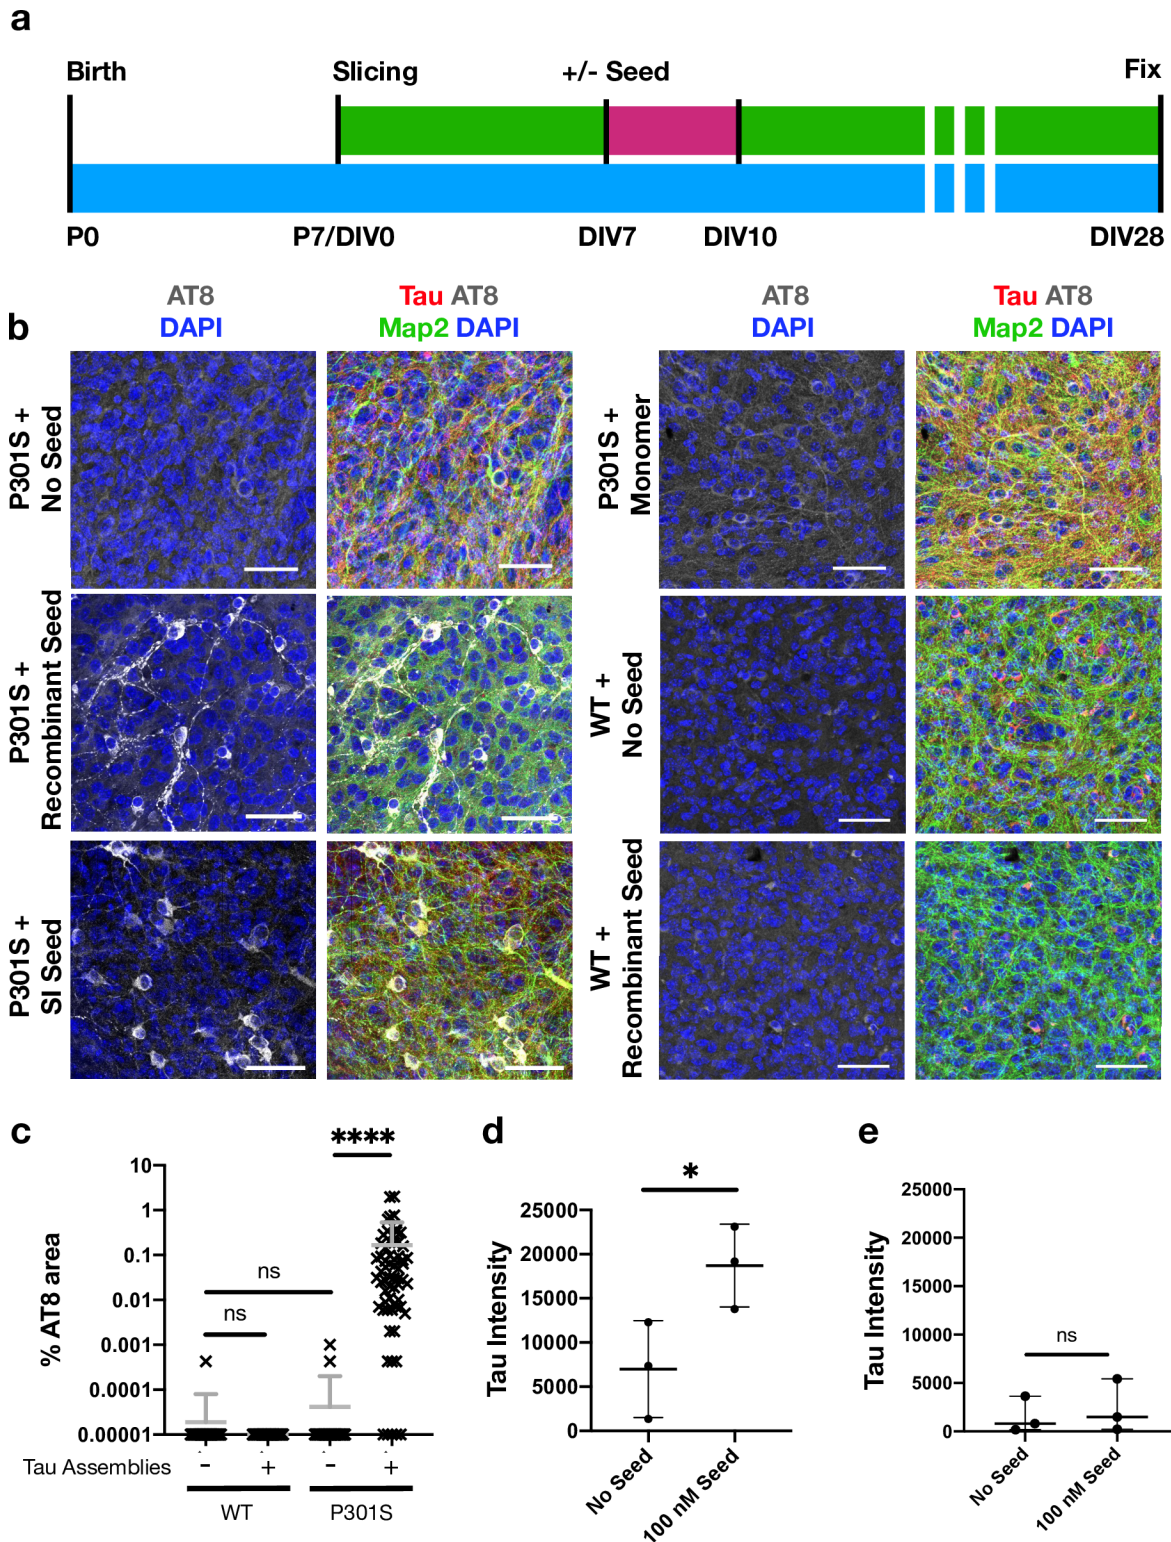 a
Birth
Slicing
+/- Seed
Fix
P0
P7/DIV0
DIV7
DIV10
DIV28
b
AT8
DAPI
Tau AT8
Map2 DAPI
AT8
DAPI
Tau AT8
Map2 DAPI
P301S +
No Seed
P301S +
Monomer
P301S +
Recombinant Seed
WT +
No Seed
P301S +
SI Seed
WT +
Recombinant Seed
c
% AT8 area
10
1
0.1
0.01
0.001
0.0001
0.00001
****
ns
ns
Tau Assemblies - + - +
WT P301S
d
Tau Intensity
25000
20000
15000
10000
5000
0
*
No Seed
100 nM Seed
e
Tau Intensity
25000
20000
15000
10000
5000
0
ns
No Seed
100 nM Seed